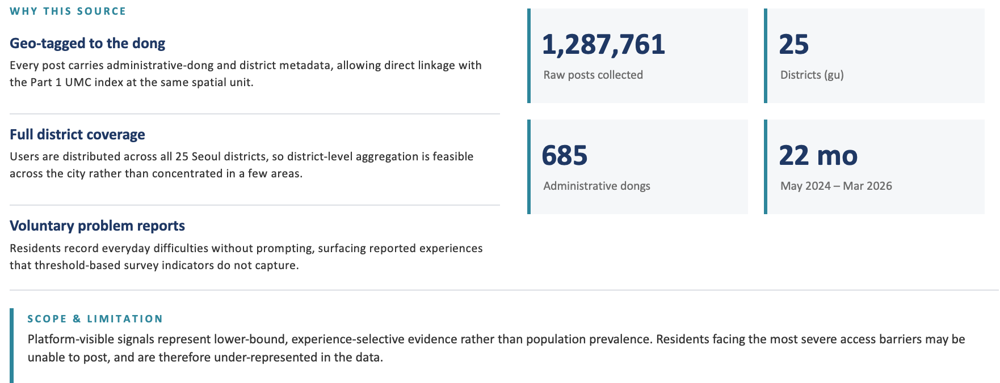 WHY THIS SOURCE
Geo-tagged to the dong
Every post carries administrative-dong and district metadata, allowing direct linkage with
the Part 1 UMC index at the same spatial unit.
Full district coverage
Users are distributed across all 25 Seoul districts, so district-level aggregation is feasible
across the city rather than concentrated in a few areas.
Voluntary problem reports
Residents record everyday difficulties without prompting, surfacing reported experiences
that threshold-based survey indicators do not capture.
1,287,761
Raw posts collected
25
Districts (gu)
685
Administrative dongs
22 mo
May 2024 – Mar 2026
SCOPE & LIMITATION
Platform-visible signals represent lower-bound, experience-selective evidence rather than population prevalence. Residents facing the most severe access barriers may be
unable to post, and are therefore under-represented in the data.